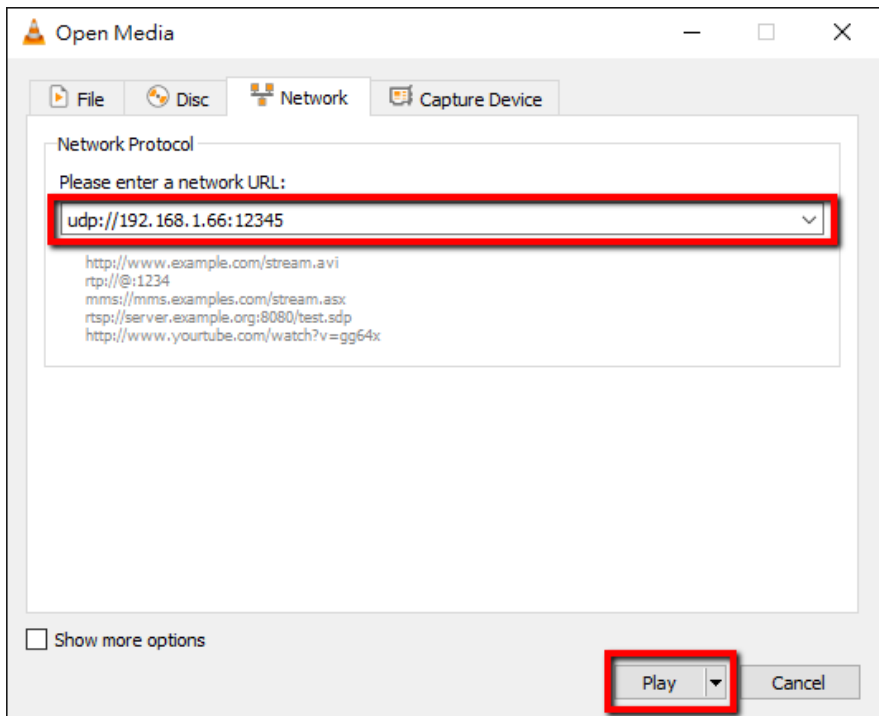 Open Media
File Disc Network Capture Device
Network Protocol
Please enter a network URL:
udp://192.168.1.66:12345
http://www.example.com/stream.avi
rtp://@:1234
mms://mms.examples.com/stream.asx
rtsp://server.example.org:8080/test.sdp
http://www.yourtube.com/watch?v=gg64x
Show more options
Play Cancel